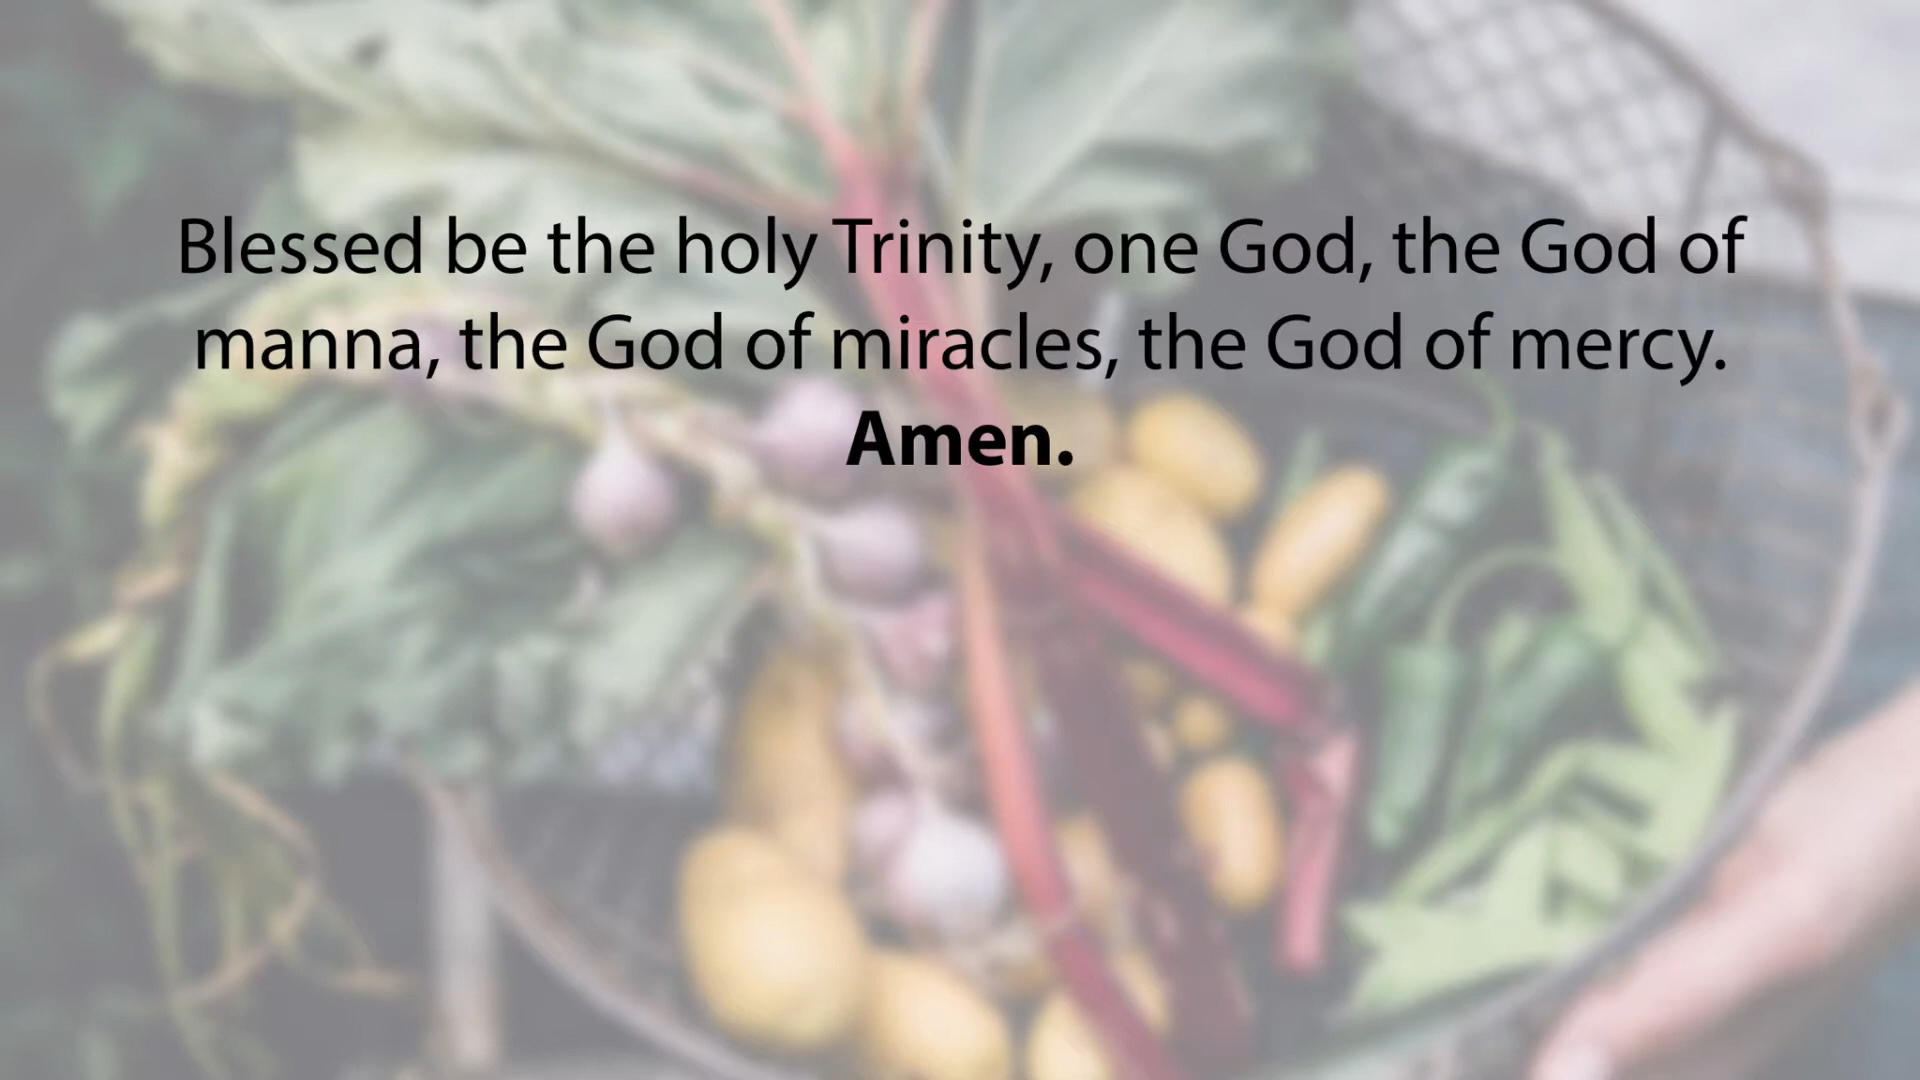 Blessed be the holy Trinity, one God, the God of
manna, the God of miracles, the God of mercy.
Amen.